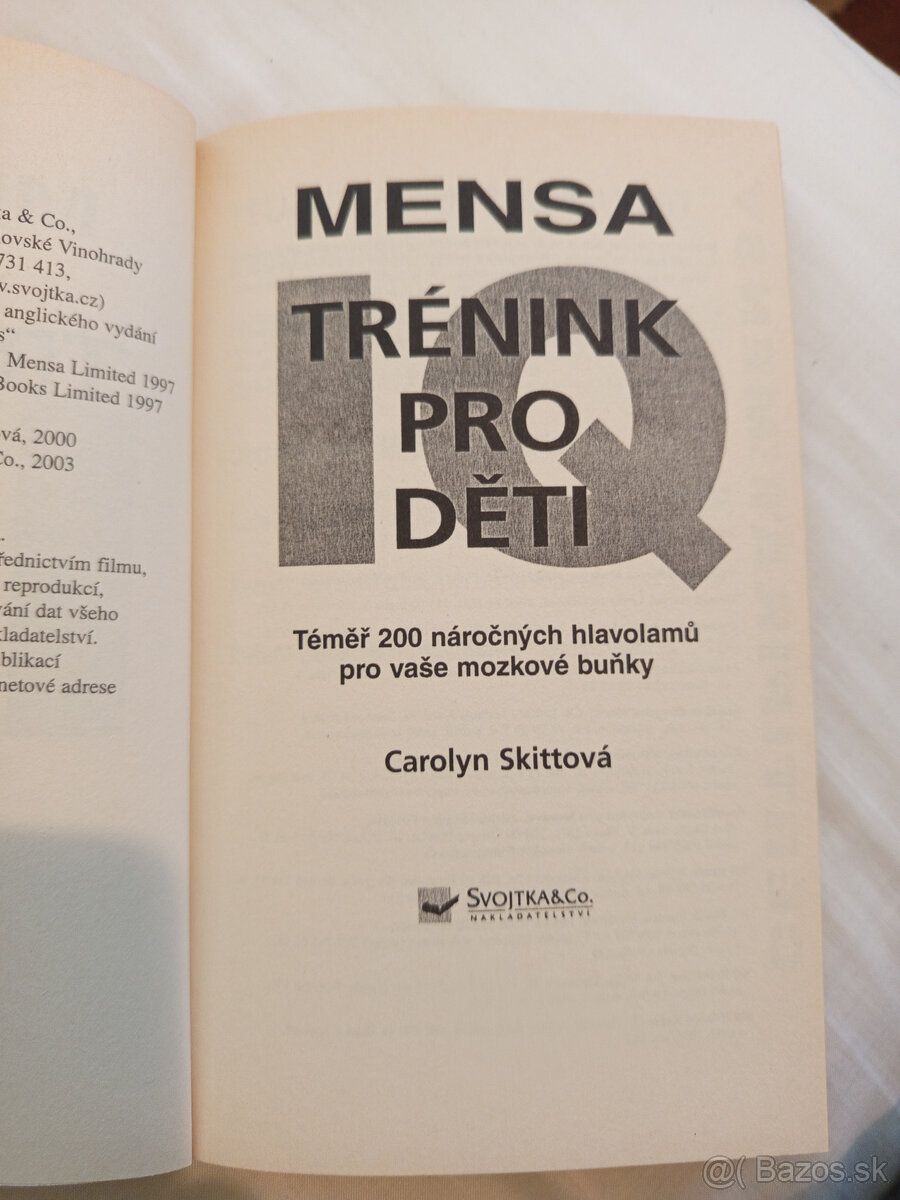 a & Co.,
ovské Vinohrady
731 413,
.svojtka.cz)
anglického vydání
s“
Mensa Limited 1997
Books Limited 1997
ová, 2000
Co., 2003
řednictvím filmu,
reprodukcí,
vání dat všeho
kladatelství.
blikací
netové adrese
MENSA
IQ
TRÉNINK
PRO
DĚTI
Téměř 200 náročných hlavolamů
pro vaše mozkové buňky
Carolyn Skittová
SVOJTKA&CO.
NAKLADATELSTVÍ
@( Bazos.sk